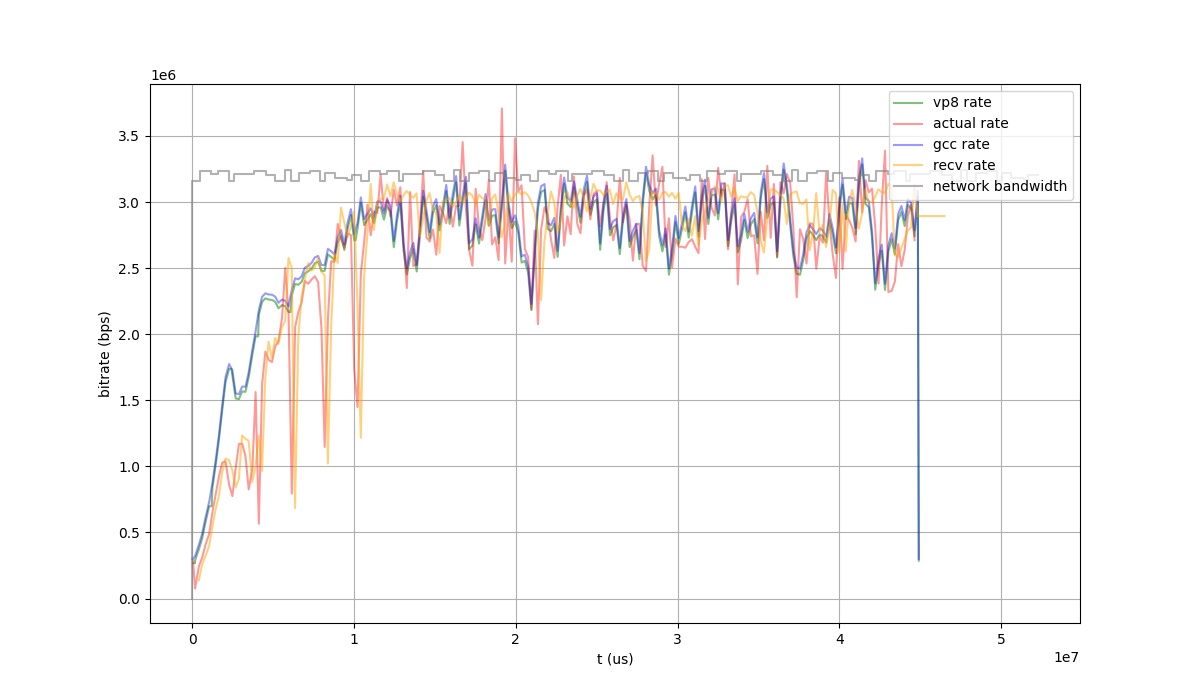 1e6
3.5
3.0
2.5
2.0
1.5
1.0
0.5
0.0
bitrate (bps)
0 1 2 3 4 5
t (us)
1e7
vp8 rate
actual rate
gcc rate
recv rate
network bandwidth